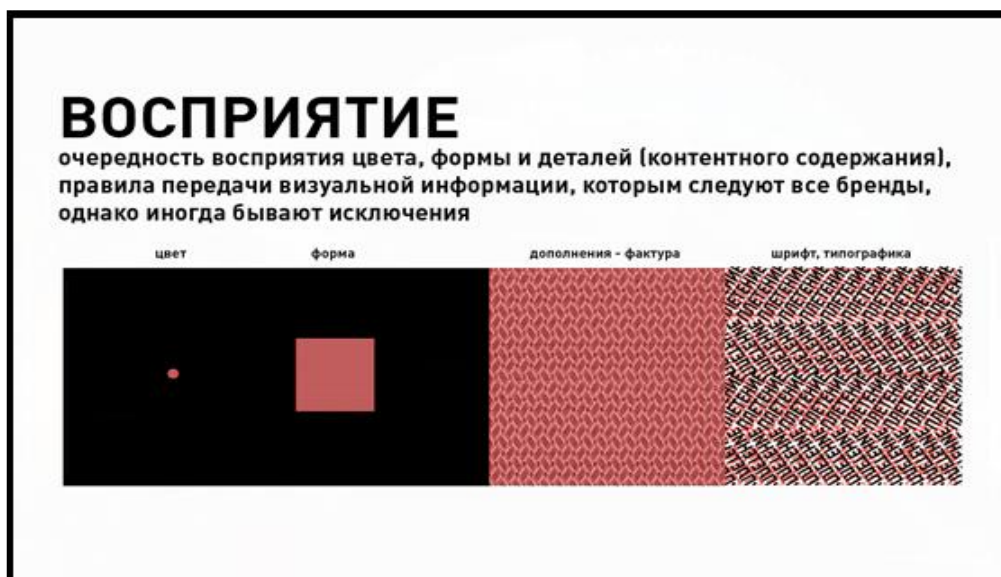 ВОСПРИЯТИЕ
очередность восприятия цвета, формы и деталей (контентного содержания),
правила передачи визуальной информации, которым следуют все бренды,
однако иногда бывают исключения
цвет форма дополнения - фактура шрифт, типографика